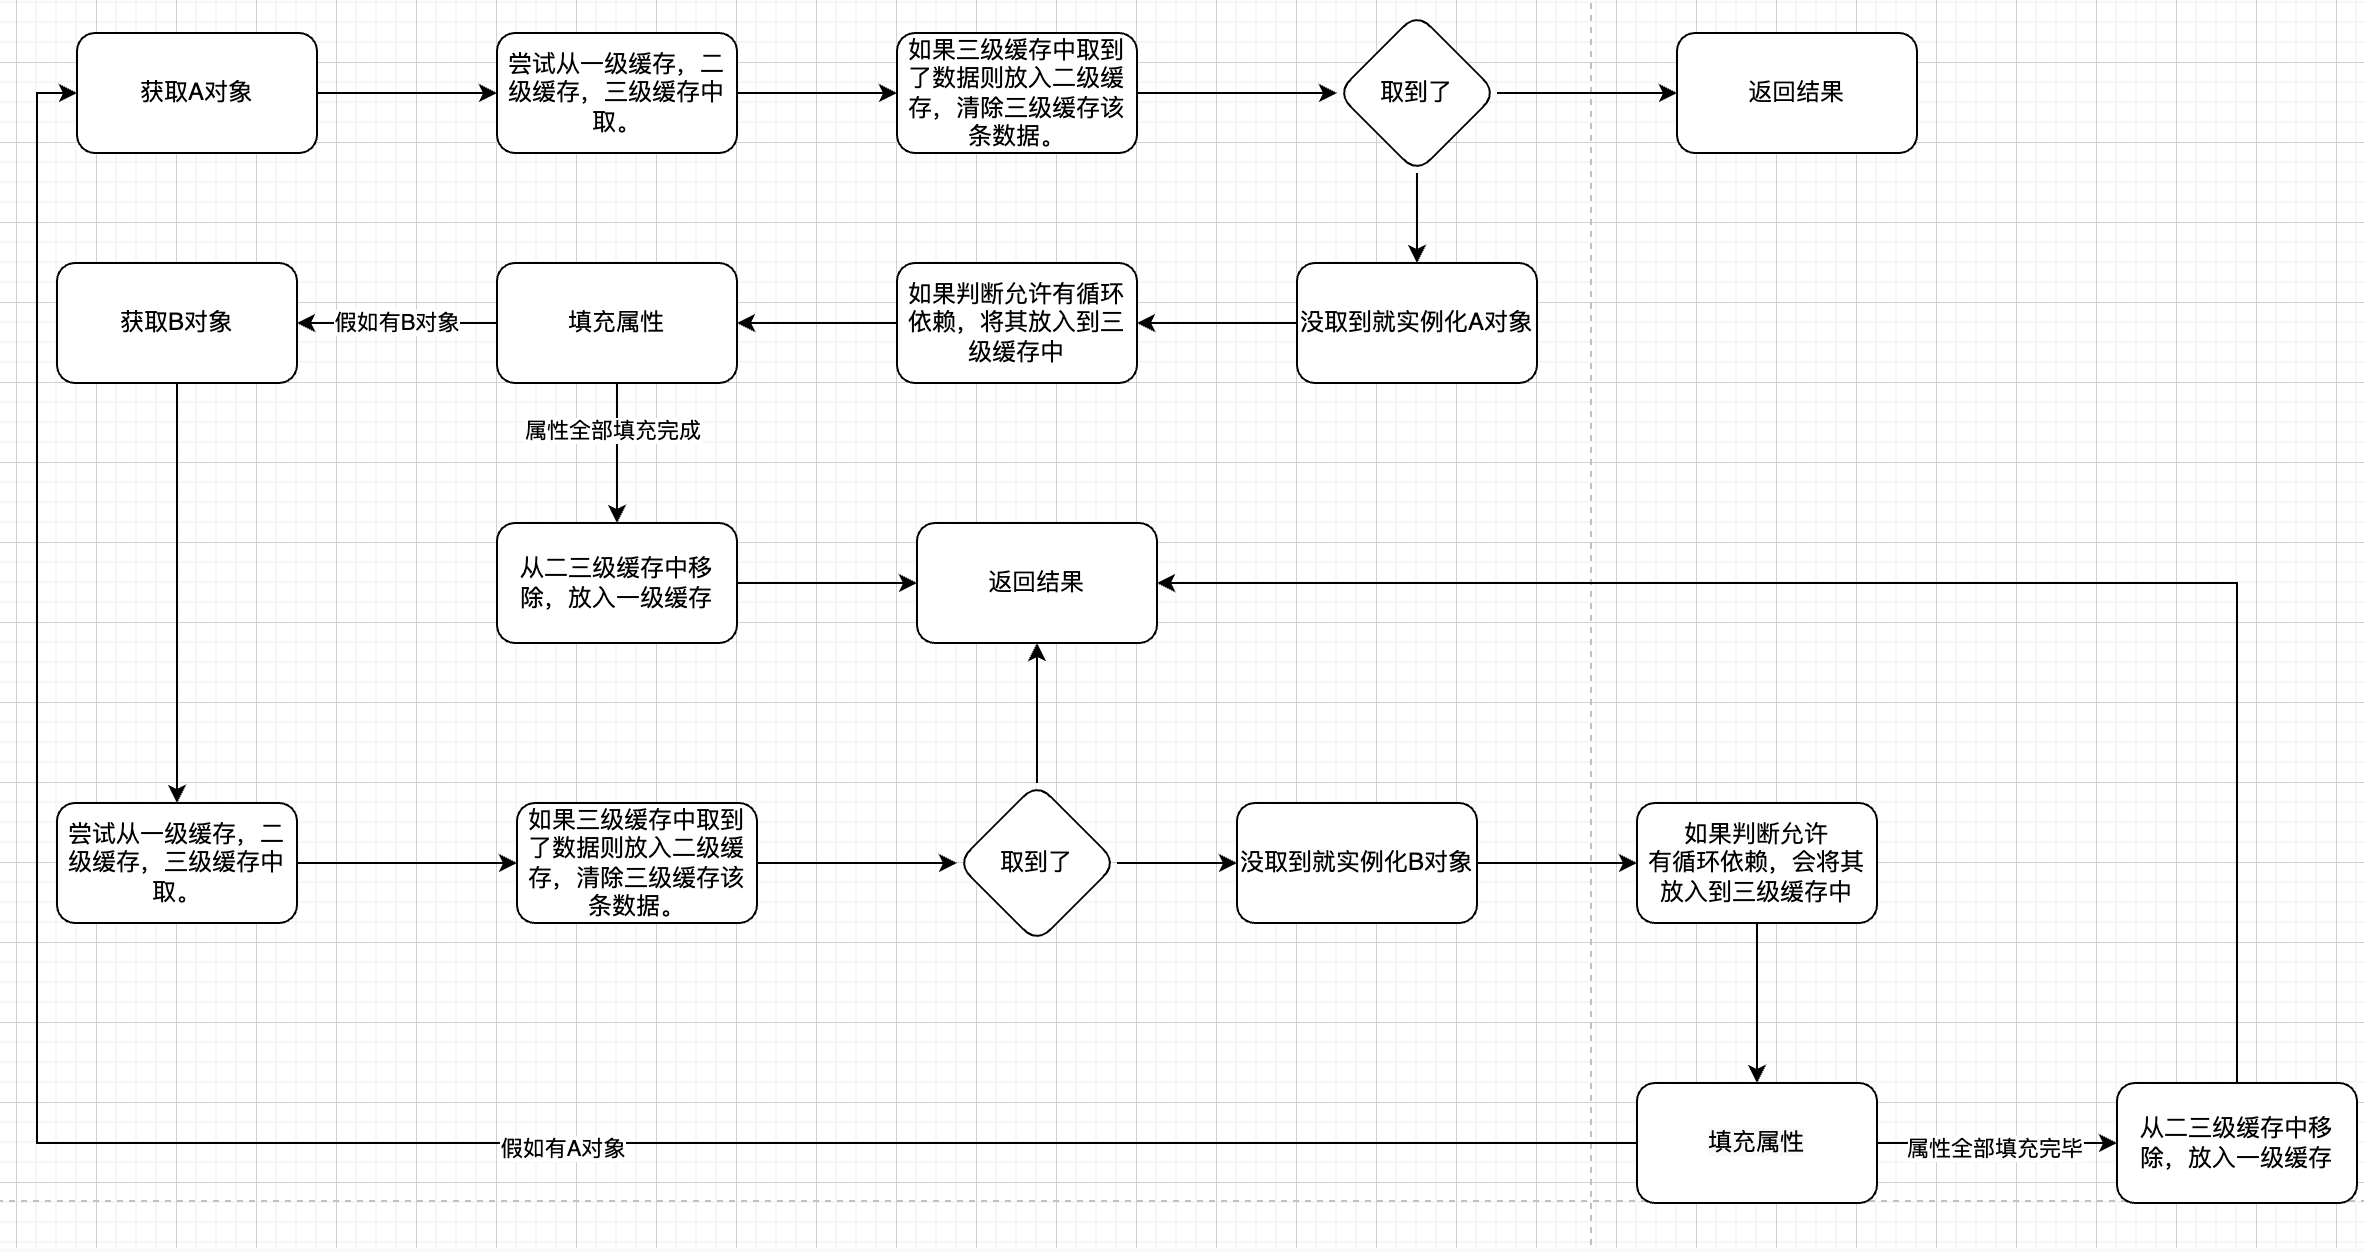 获取A对象
尝试从一级缓存，二
级缓存，三级缓存中
取。
如果三级缓存中取到
了数据则放入二级缓
存，清除三级缓存该
条数据。
取到了
返回结果
获取B对象
假如有B对象
填充属性
如果判断允许有循环
依赖，将其放入到三
级缓存中
没取到就实例化A对象
属性全部填充完成
从二三级缓存中移
除，放入一级缓存
返回结果
尝试从一级缓存，二
级缓存，三级缓存中
取。
如果三级缓存中取到
了数据则放入二级缓
存，清除三级缓存该
条数据。
取到了
没取到就实例化B对象
如果判断允许
有循环依赖，会将其
放入到三级缓存中
假如有A对象
填充属性
属性全部填充完毕
从二三级缓存中移
除，放入一级缓存